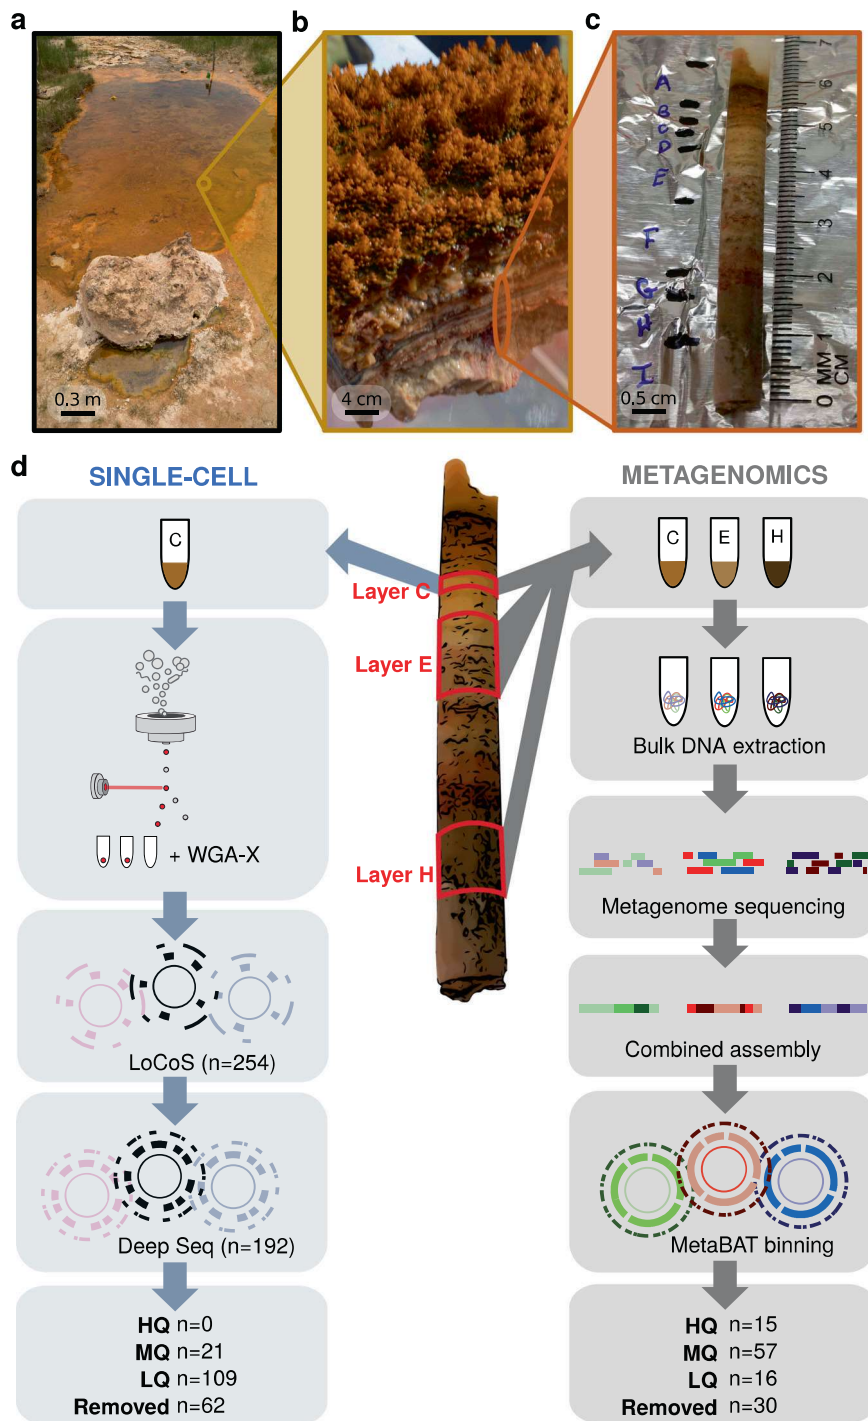 a
b
c
0.3 m
4 cm
A
B
C
D
E
F
G
H
I
7
6
5
4
3
2
1
0
MM
CM
0.5 cm
d
SINGLE-CELL
METAGENOMICS
C
C E H
Layer C
Layer E
Layer H
+ WGA-X
LoCoS (n=254)
Deep Seq (n=192)
HQ n=0
MQ n=21
LQ n=109
Removed n=62
Bulk DNA extraction
Metagenome sequencing
Combined assembly
MetaBAT binning
HQ n=15
MQ n=57
LQ n=16
Removed n=30